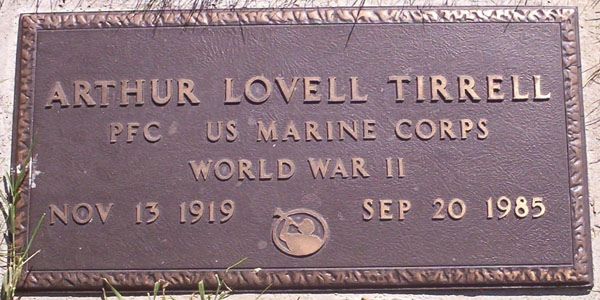 ARTHUR LOVELL TIRRELL
PFC US MARINE CORPS
WORLD WAR II
NOV 13 1919 SEP 20 1985